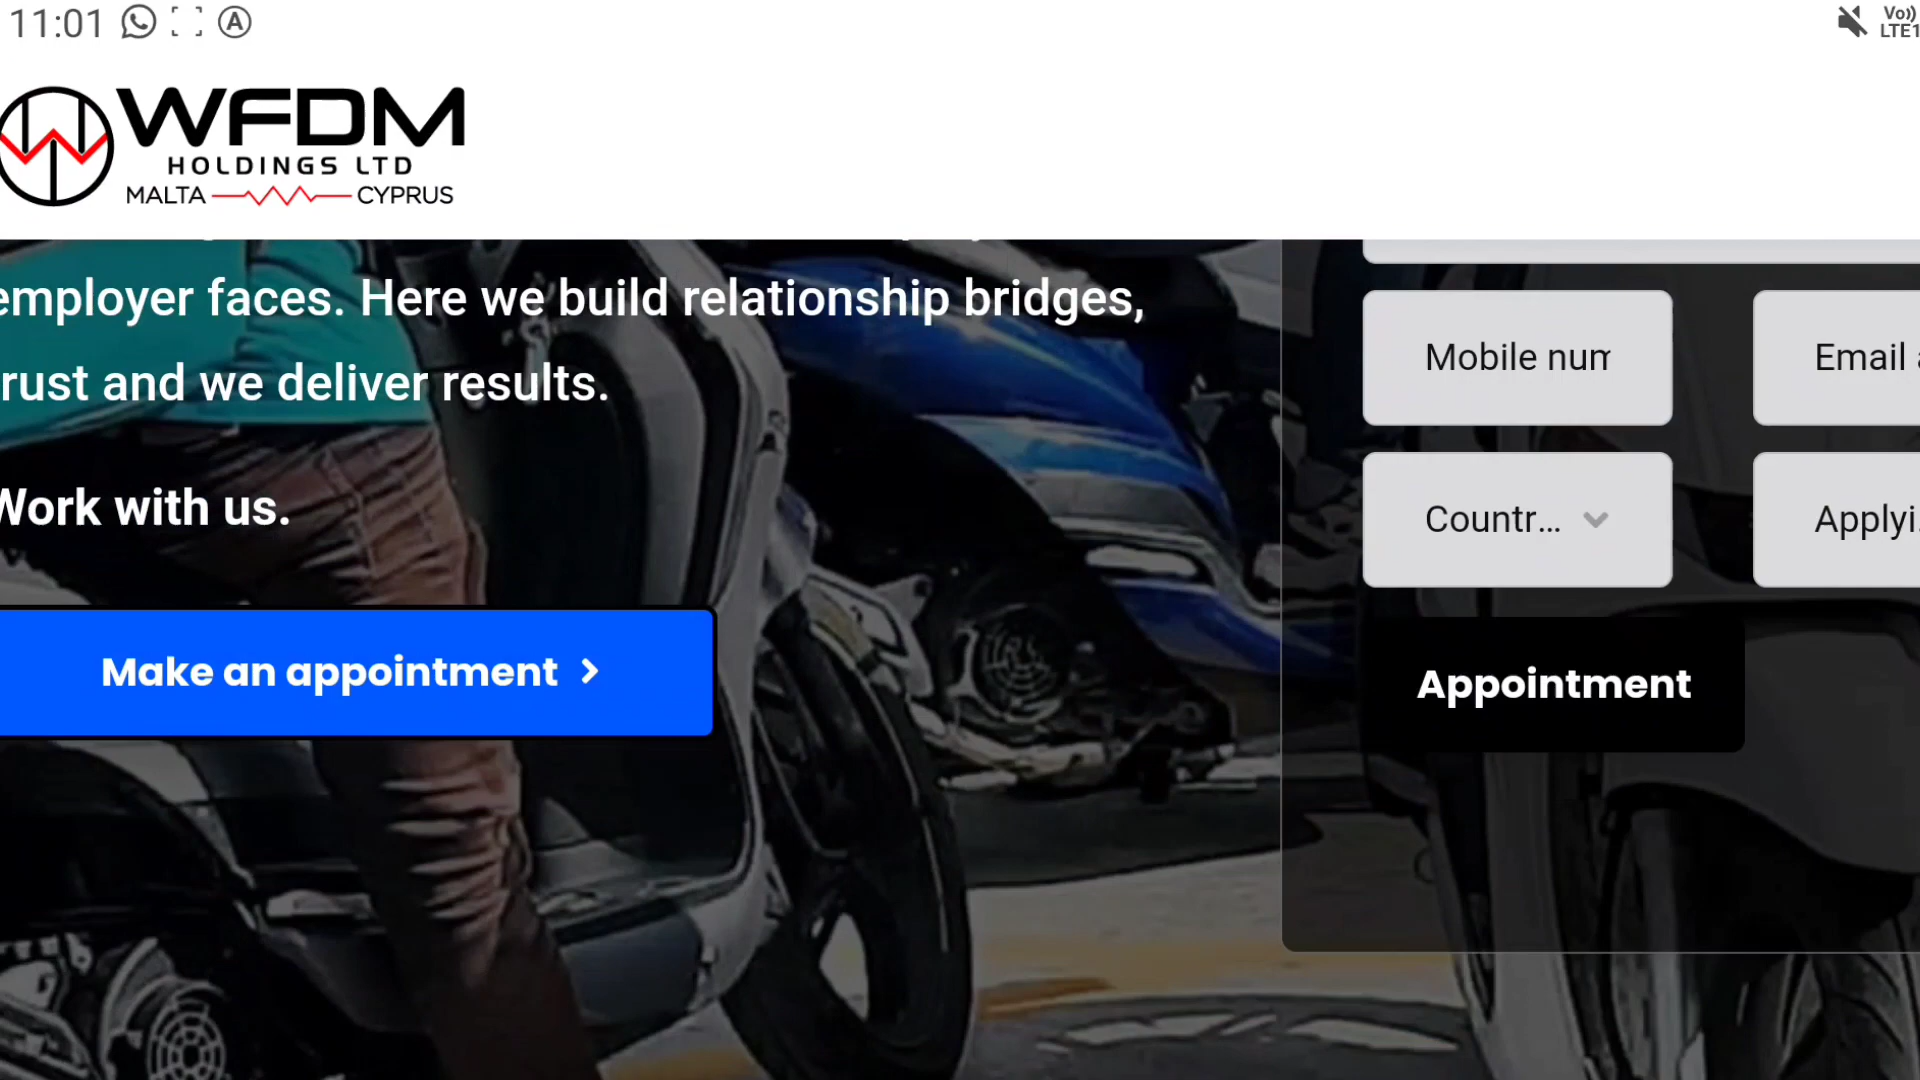 11:01
Vo))
LTE1
WFDM
HOLDINGS LTD
MALTA CYPRUS
employer faces. Here we build relationship bridges,
rust and we deliver results.
Work with us.
Make an appointment
Mobile num
Email
Countr...
Applyi
Appointment